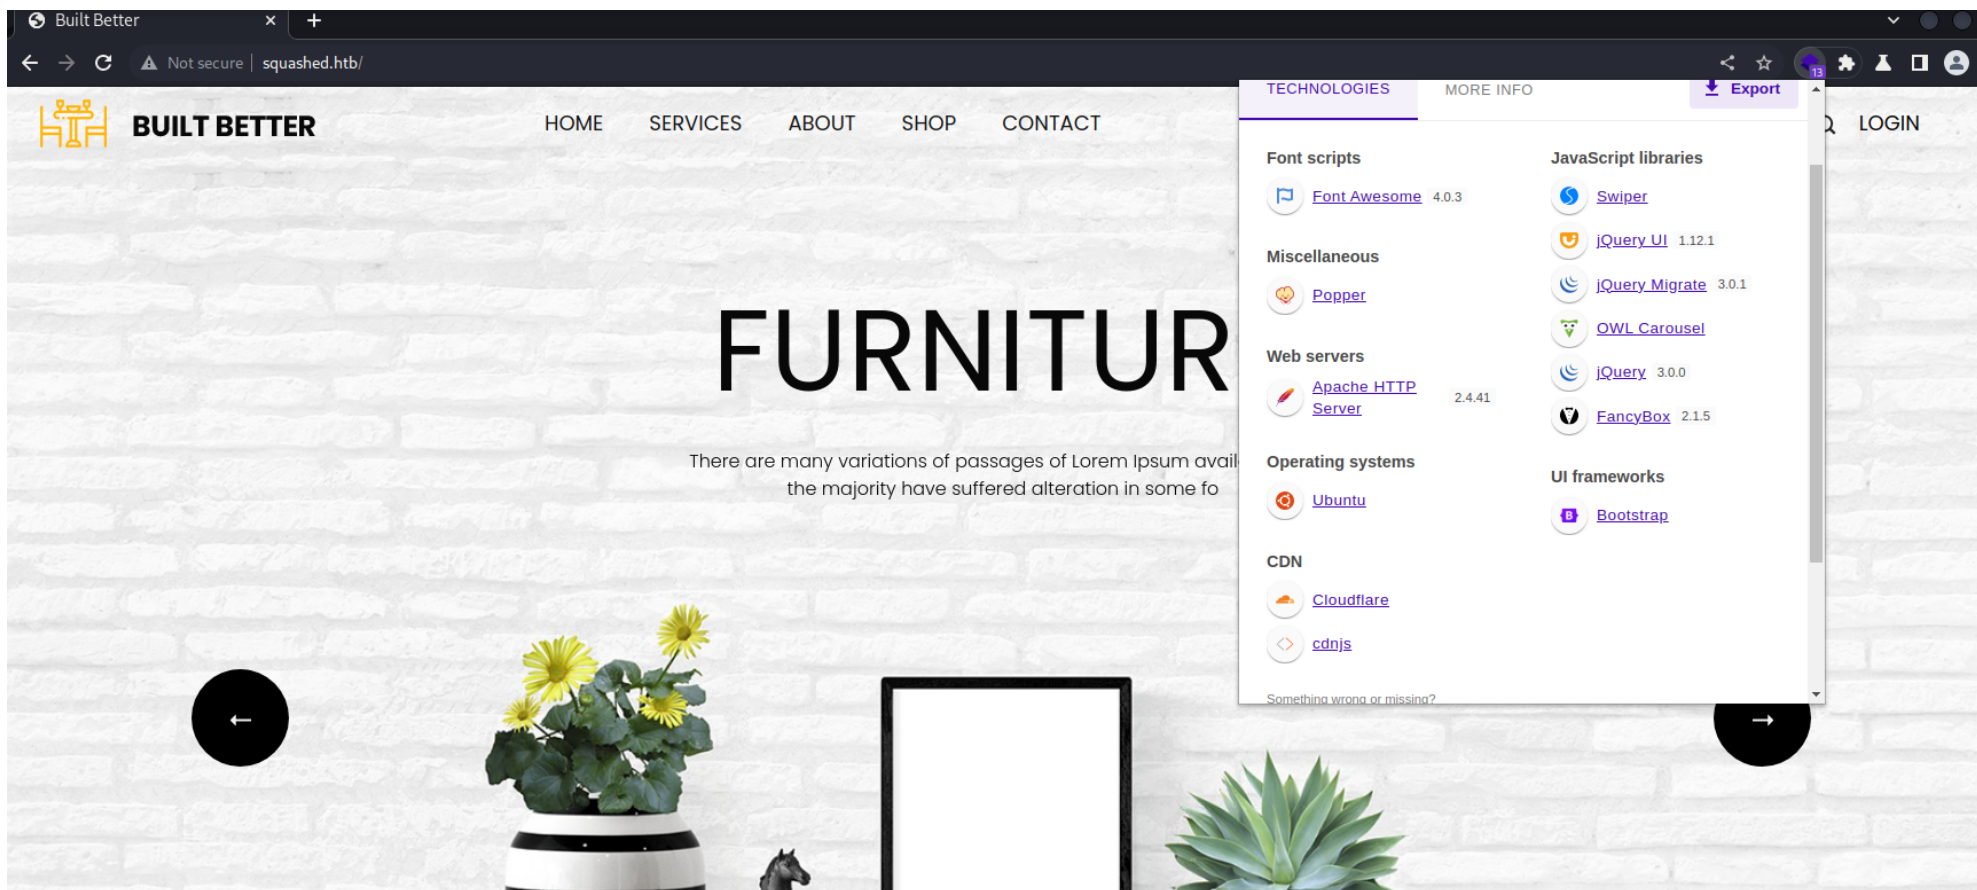 Built Better
Not secure squashed.htb/
13
BUILT BETTER
HOME SERVICES ABOUT SHOP CONTACT
LOGIN
FURNITUR
There are many variations of passages of Lorem Ipsum avail
the majority have suffered alteration in some fo
TECHNOLOGIES MORE INFO Export
Font scripts
Font Awesome 4.0.3
Miscellaneous
Popper
Web servers
Apache HTTP
Server 2.4.41
Operating systems
Ubuntu
CDN
Cloudflare
cdnjs
JavaScript libraries
Swiper
jQuery UI 1.12.1
jQuery Migrate 3.0.1
OWL Carousel
jQuery 3.0.0
FancyBox 2.1.5
UI frameworks
Bootstrap
Something wrong or missing?